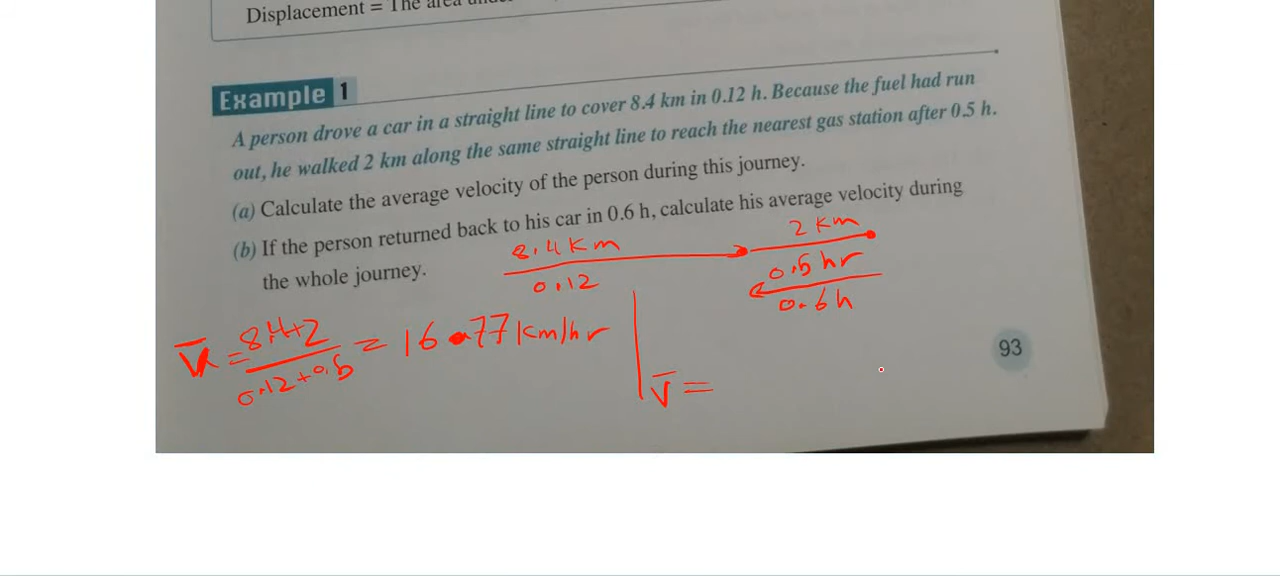 Displacement = The area
Example 1
A person drove a car in a straight line to cover 8.4 km in 0.12 h. Because the fuel had run
out, he walked 2 km along the same straight line to reach the nearest gas station after 0.5 h.
(a) Calculate the average velocity of the person during this journey.
(b) If the person returned back to his car in 0.6 h, calculate his average velocity during
the whole journey.
8.4 km
0.12
2 km
0.5 hr
0.6 h
V̅ = 8.4+2 / 0.12+0.5 = 16.77 km/hr
V̅ =
93